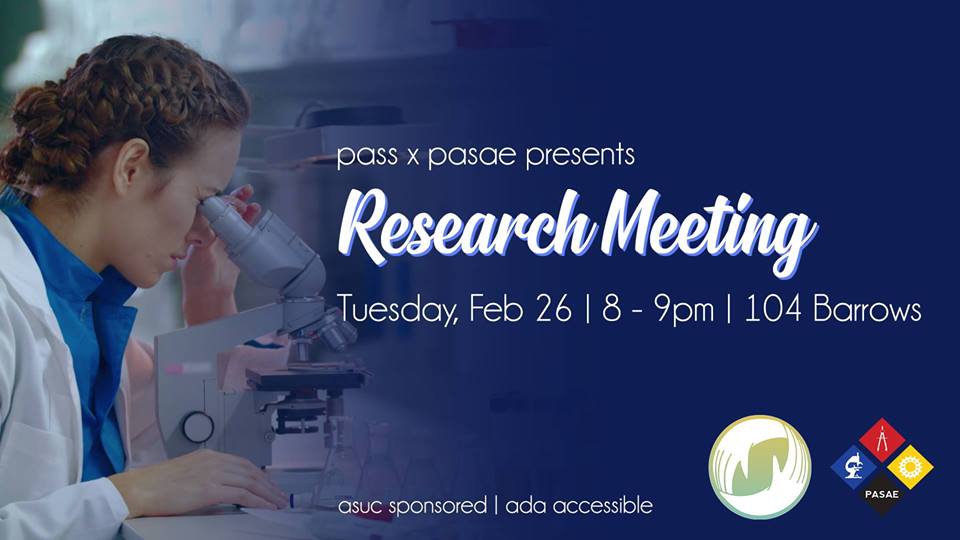 pass x pasae presents
Research Meeting
Tuesday, Feb 26 | 8 - 9pm | 104 Barrows
PASAE
asuc sponsored | ada accessible